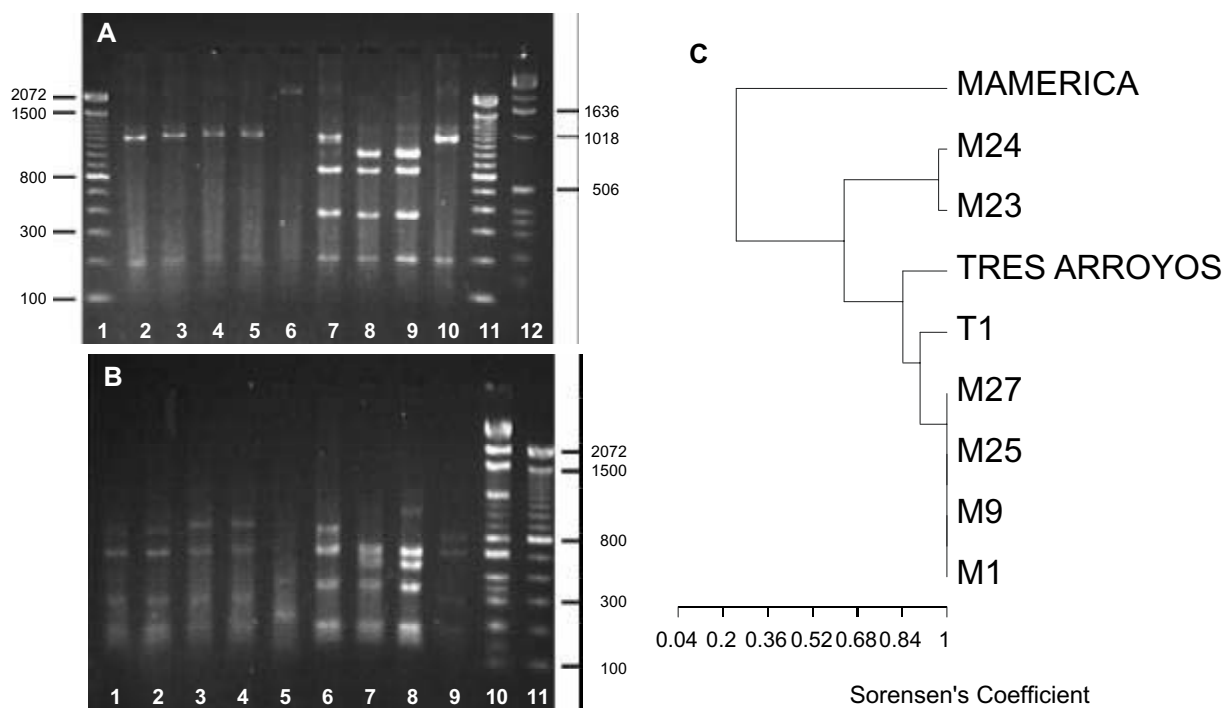 A
2072
1500
800
300
100
1636
1018
506
1 2 3 4 5 6 7 8 9 10 11 12
B
2072
1500
800
300
100
1 2 3 4 5 6 7 8 9 10 11
C
MAMERICA
M24
M23
TRES ARROYOS
T1
M27
M25
M9
M1
0.04 0.2 0.36 0.52 0.68 0.84 1
Sorensen's Coefficient